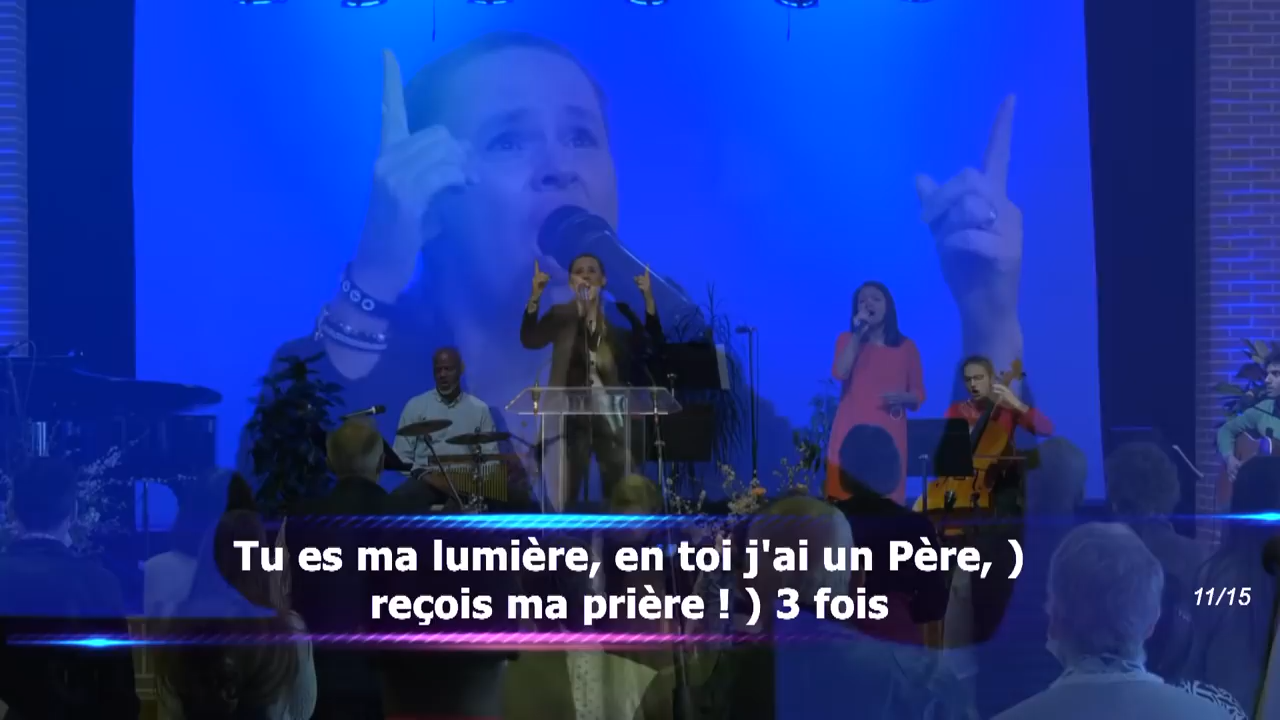 Tu es ma lumière, en toi j'ai un Père, )
reçois ma prière ! ) 3 fois
11/15